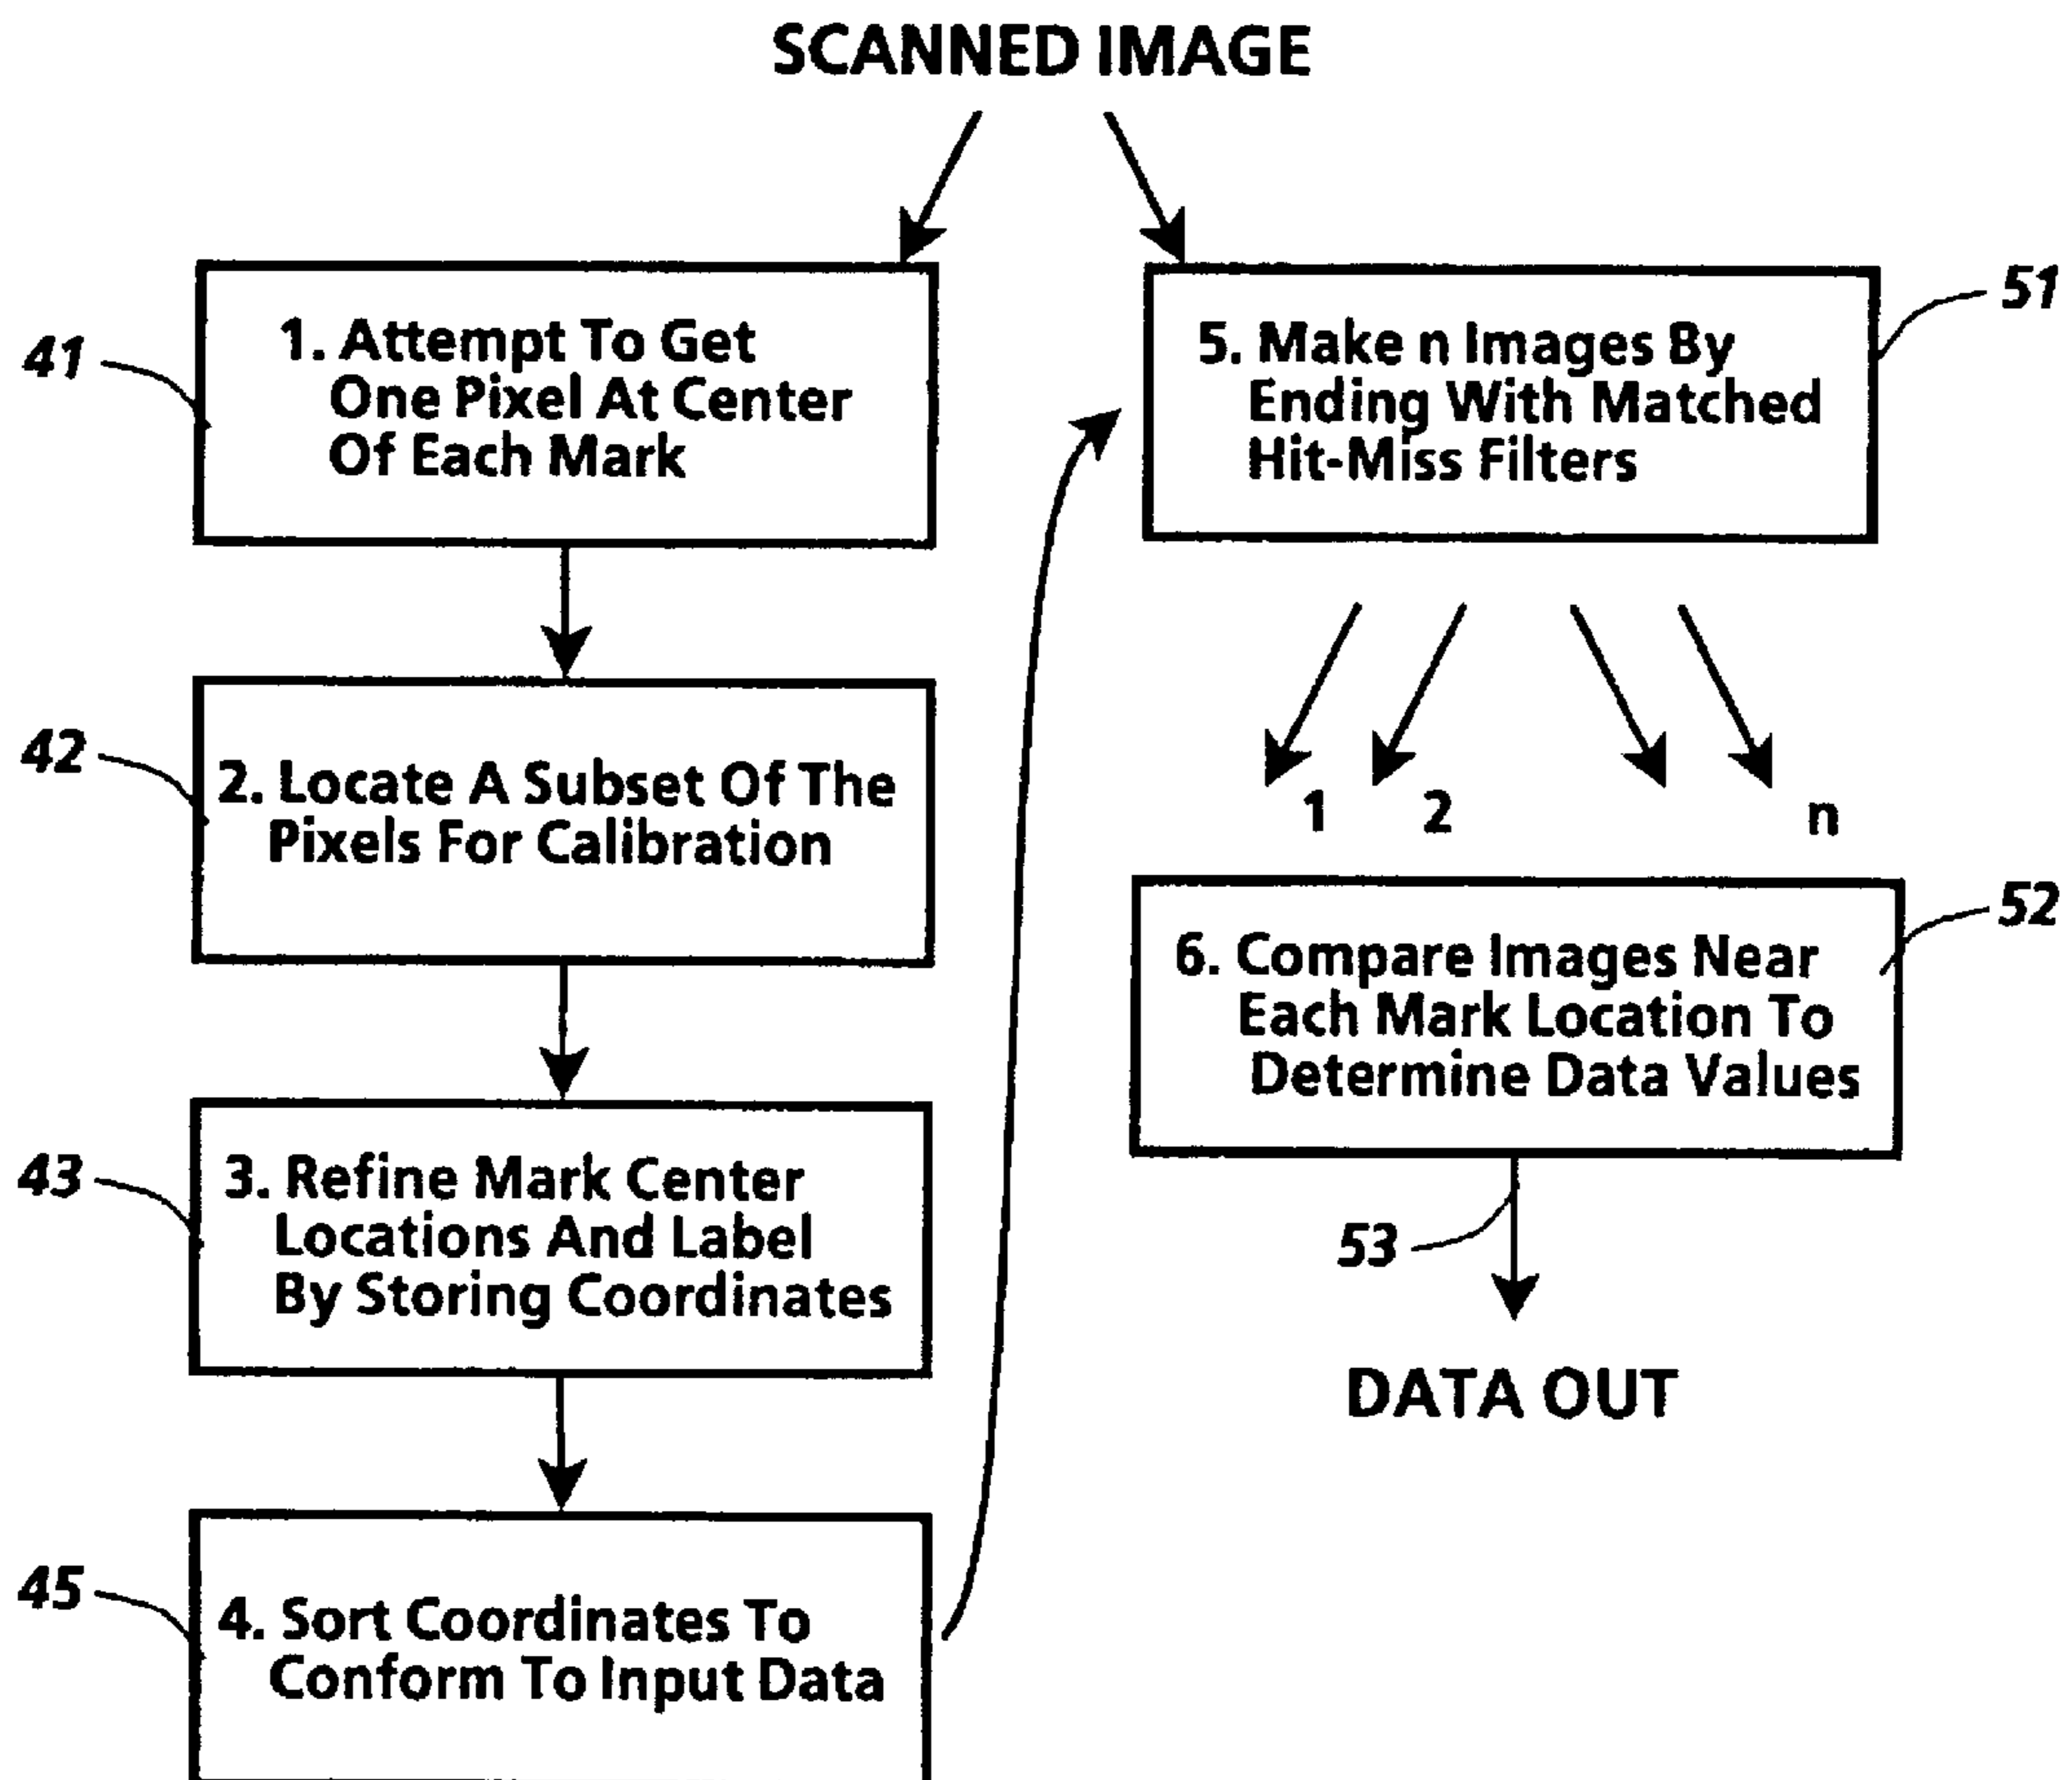 SCANNED IMAGE
41
1. Attempt To Get
One Pixel At Center
Of Each Mark
42
2. Locate A Subset Of The
Pixels For Calibration
43
3. Refine Mark Center
Locations And Label
By Storing Coordinates
45
4. Sort Coordinates To
Conform To Input Data
51
5. Make n Images By
Ending With Matched
Hit-Miss Filters
1 2 n
52
6. Compare Images Near
Each Mark Location To
Determine Data Values
53
DATA OUT